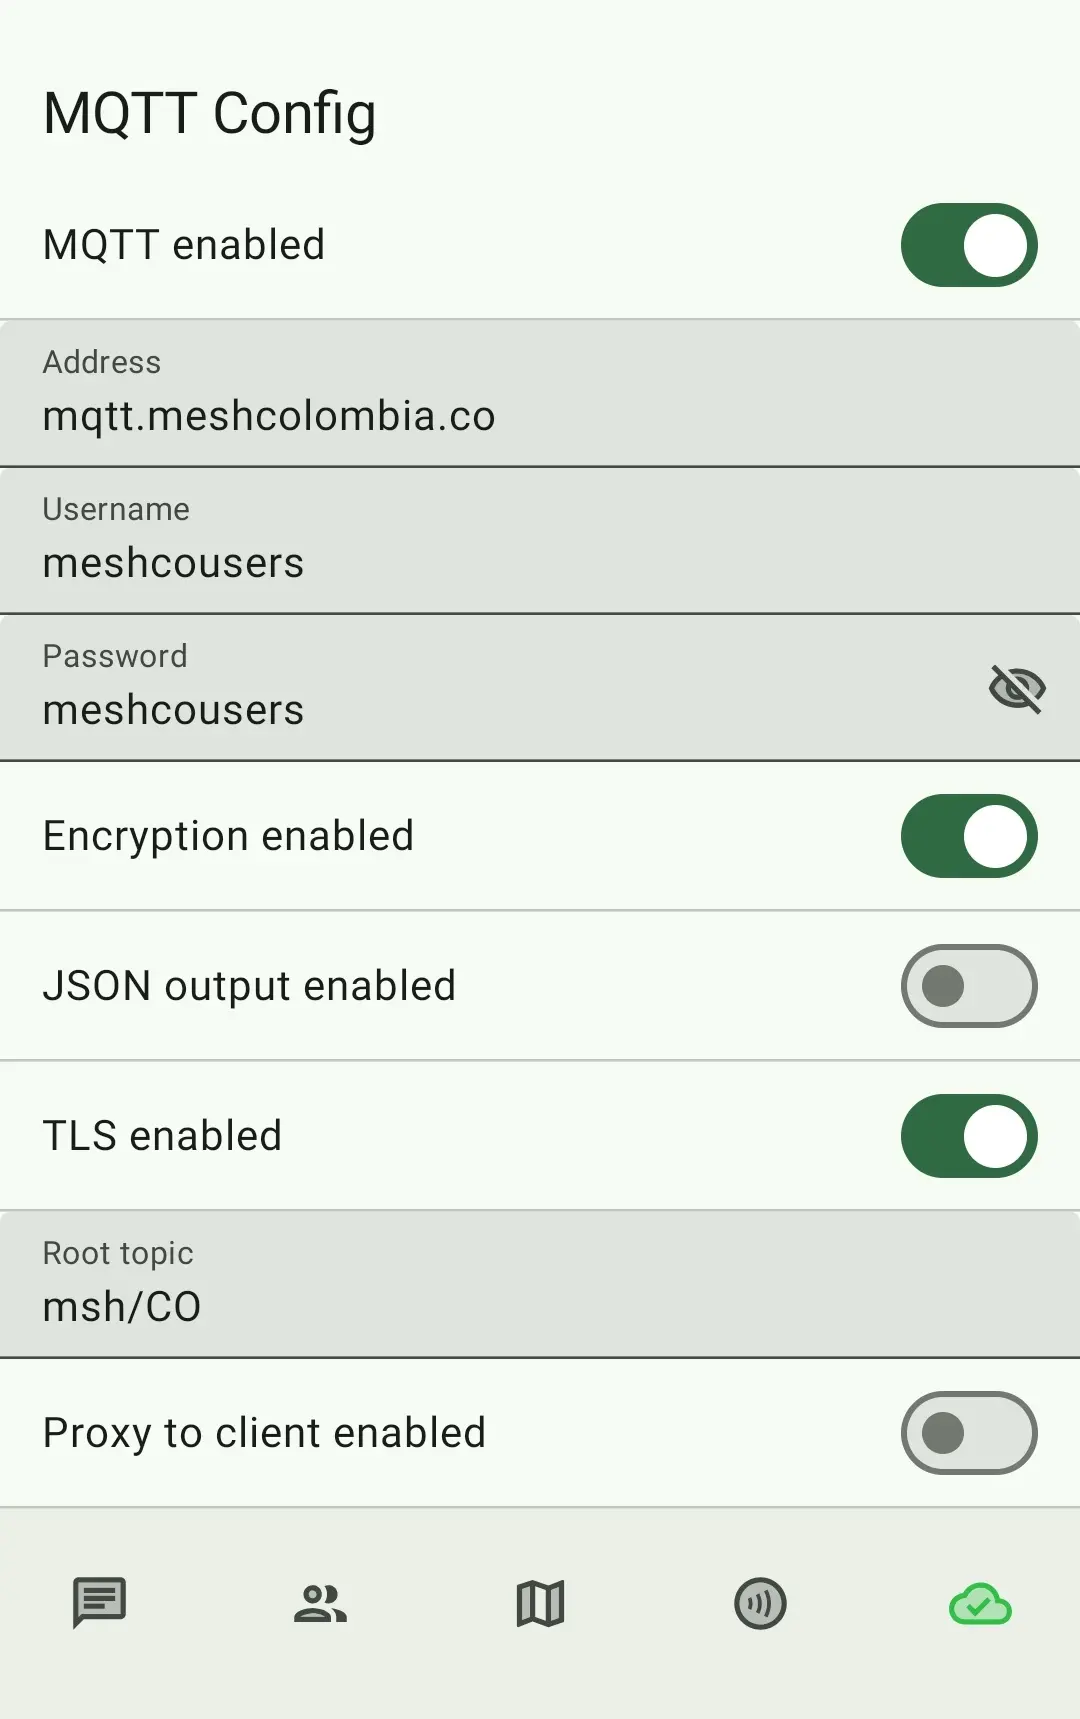 MQTT Config
MQTT enabled
Address
mqtt.meshcolombia.co
Username
meshcousers
Password
meshcousers
Encryption enabled
JSON output enabled
TLS enabled
Root topic
msh/CO
Proxy to client enabled